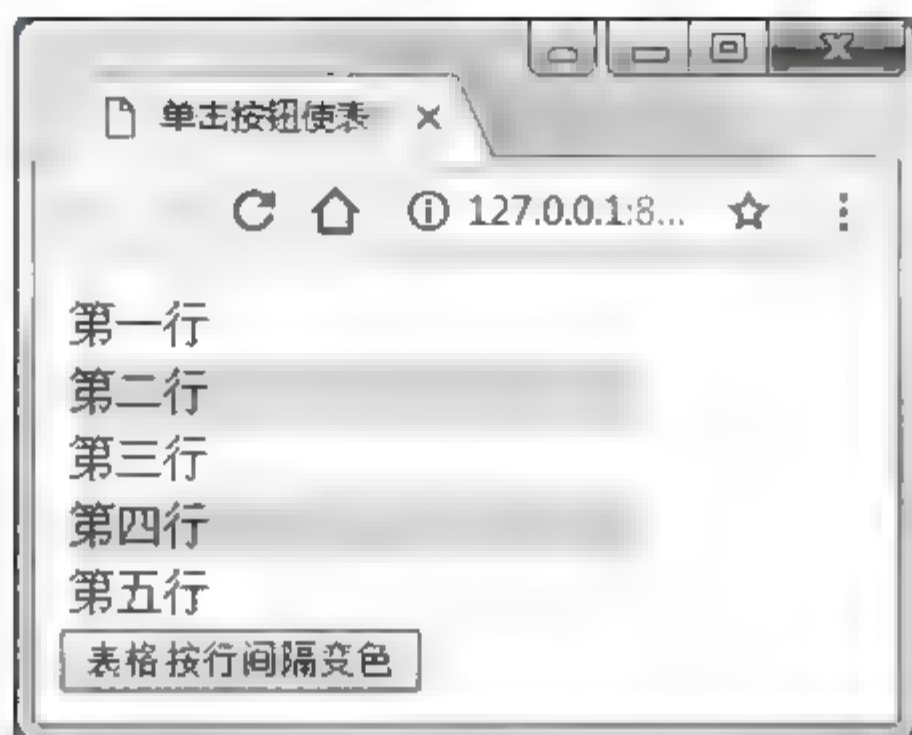 单击按钮使表
127.0.0.1:8...
第一行
第二行
第三行
第四行
第五行
表格按行间隔变色